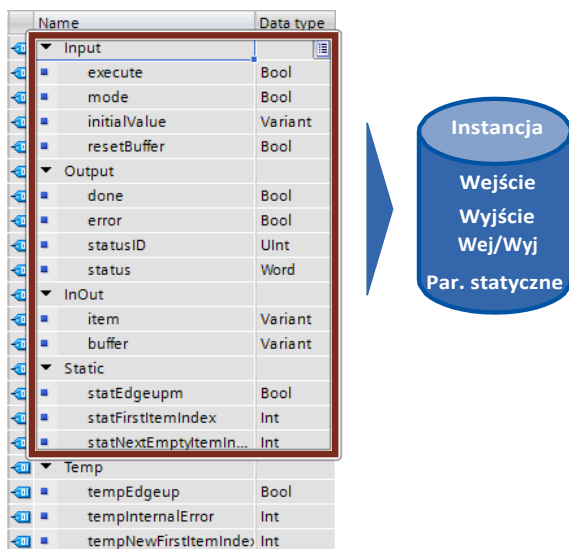 Name Data type
Input
execute Bool
mode Bool
initialValue Variant
resetBuffer Bool
Output
done Bool
error Bool
statusID UInt
status Word
InOut
item Variant
buffer Variant
Static
statEdgeupm Bool
statFirstItemIndex Int
statNextEmptyItemIn... Int
Temp
tempEdgeup Bool
tempInternalError Int
tempNewFirstItemIndex Int
Instancja
Wejście
Wyjście
Wej/Wyj
Par. statyczne